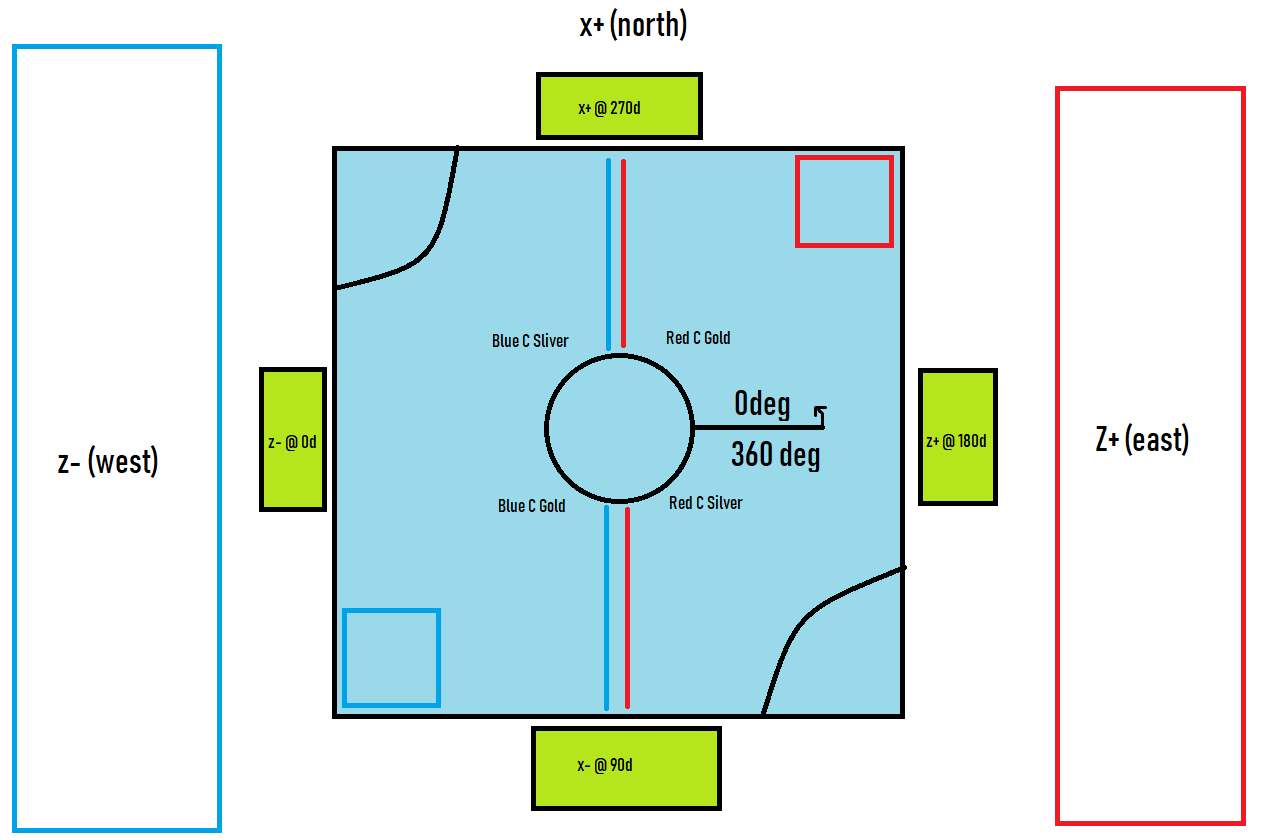 x+ (north)
x+ @ 270d
Blue C Sliver
Red C Gold
0deg
z- @ 0d
z+ @ 180d
Z+ (east)
z- (west)
360 deg
Blue C Gold
Red C Silver
x- @ 90d